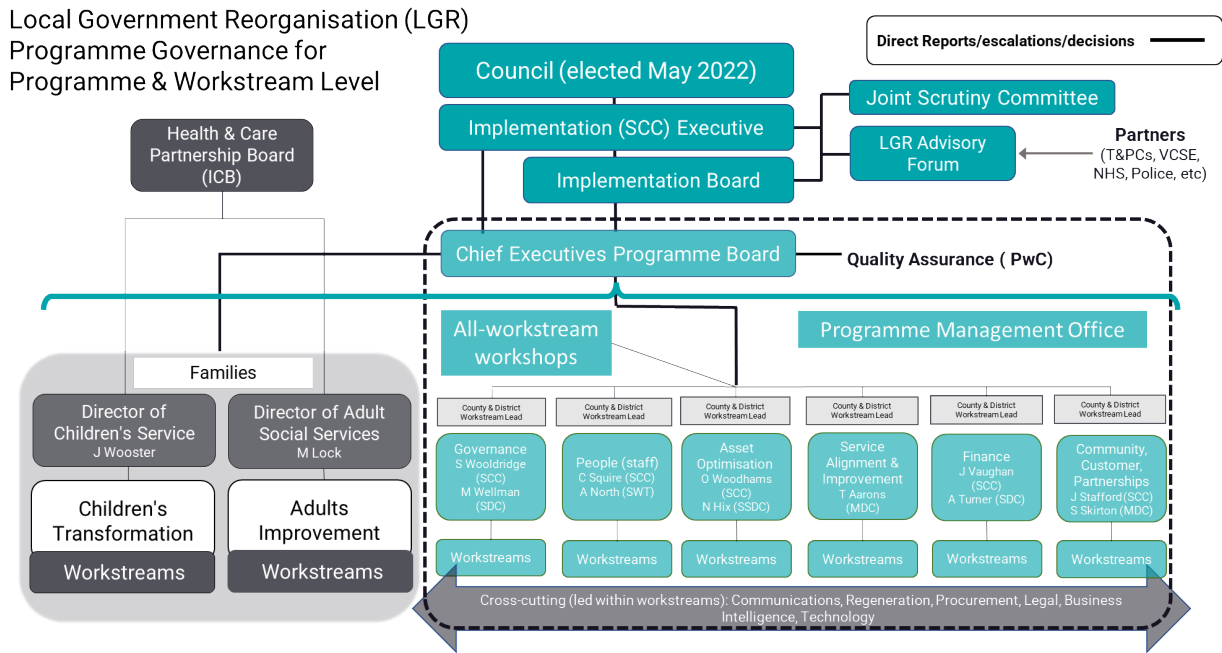 Local Government Reorganisation (LGR)
Programme Governance for
Programme & Workstream Level
Direct Reports/escalations/decisions
Council (elected May 2022)
Implementation (SCC) Executive
Joint Scrutiny Committee
Health & Care
Partnership Board
(ICB)
LGR Advisory
Forum
Partners
(T&PCs, VCSE,
NHS, Police, etc)
Implementation Board
Chief Executives Programme Board
Quality Assurance ( PwC)
All-workstream
workshops
Programme Management Office
Families
Director of
Children's Service
J Wooster
Director of Adult
Social Services
M Lock
Children's
Transformation
Adults
Improvement
Workstreams
Workstreams
County & District
Workstream Lead
County & District
Workstream Lead
County & District
Workstream Lead
County & District
Workstream Lead
County & District
Workstream Lead
County & District
Workstream Lead
Governance
S Wooldridge
(SCC)
M Wellman
(SDC)
People (staff)
C Squire (SCC)
A North (SWT)
Asset
Optimisation
O Woodhams
(SCC)
N Hix (SSDC)
Service
Alignment &
Improvement
T Aarons
(MDC)
Finance
J Vaughan
(SCC)
A Turner (SDC)
Community,
Customer,
Partnerships
J Stafford (SCC)
S Skirton (MDC)
Workstreams
Workstreams
Workstreams
Workstreams
Workstreams
Workstreams
Cross-cutting (led within workstreams): Communications, Regeneration, Procurement, Legal, Business
Intelligence, Technology